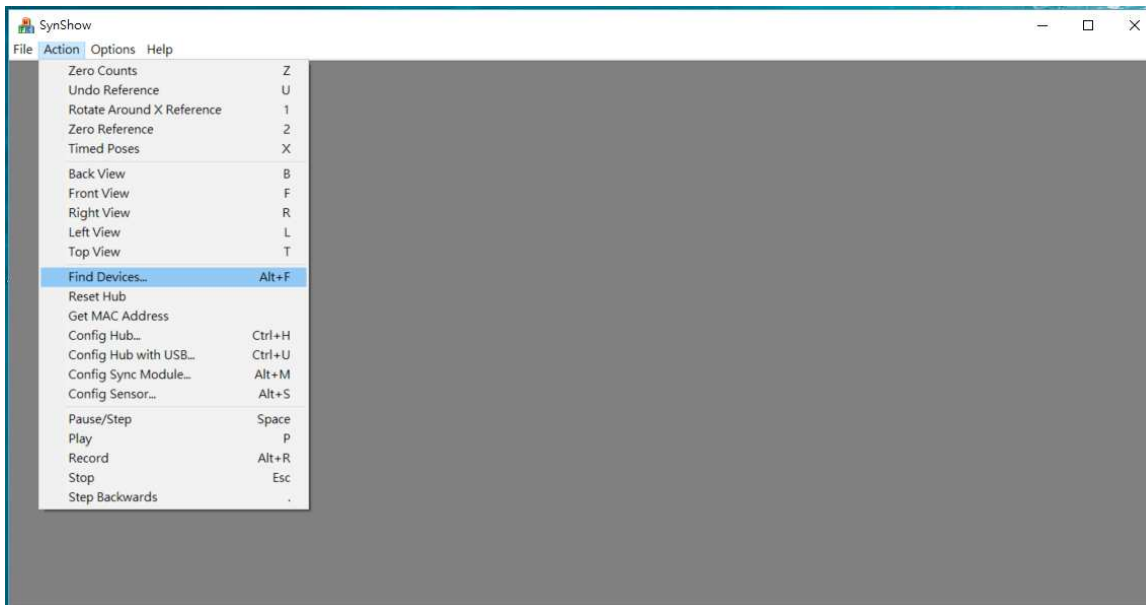 SynShow
File Action Options Help
Zero Counts Z
Undo Reference U
Rotate Around X Reference 1
Zero Reference 2
Timed Poses X
Back View B
Front View F
Right View R
Left View L
Top View T
Find Devices... Alt+F
Reset Hub
Get MAC Address
Config Hub... Ctrl+H
Config Hub with USB... Ctrl+U
Config Sync Module... Alt+M
Config Sensor... Alt+S
Pause/Step Space
Play P
Record Alt+R
Stop Esc
Step Backwards .